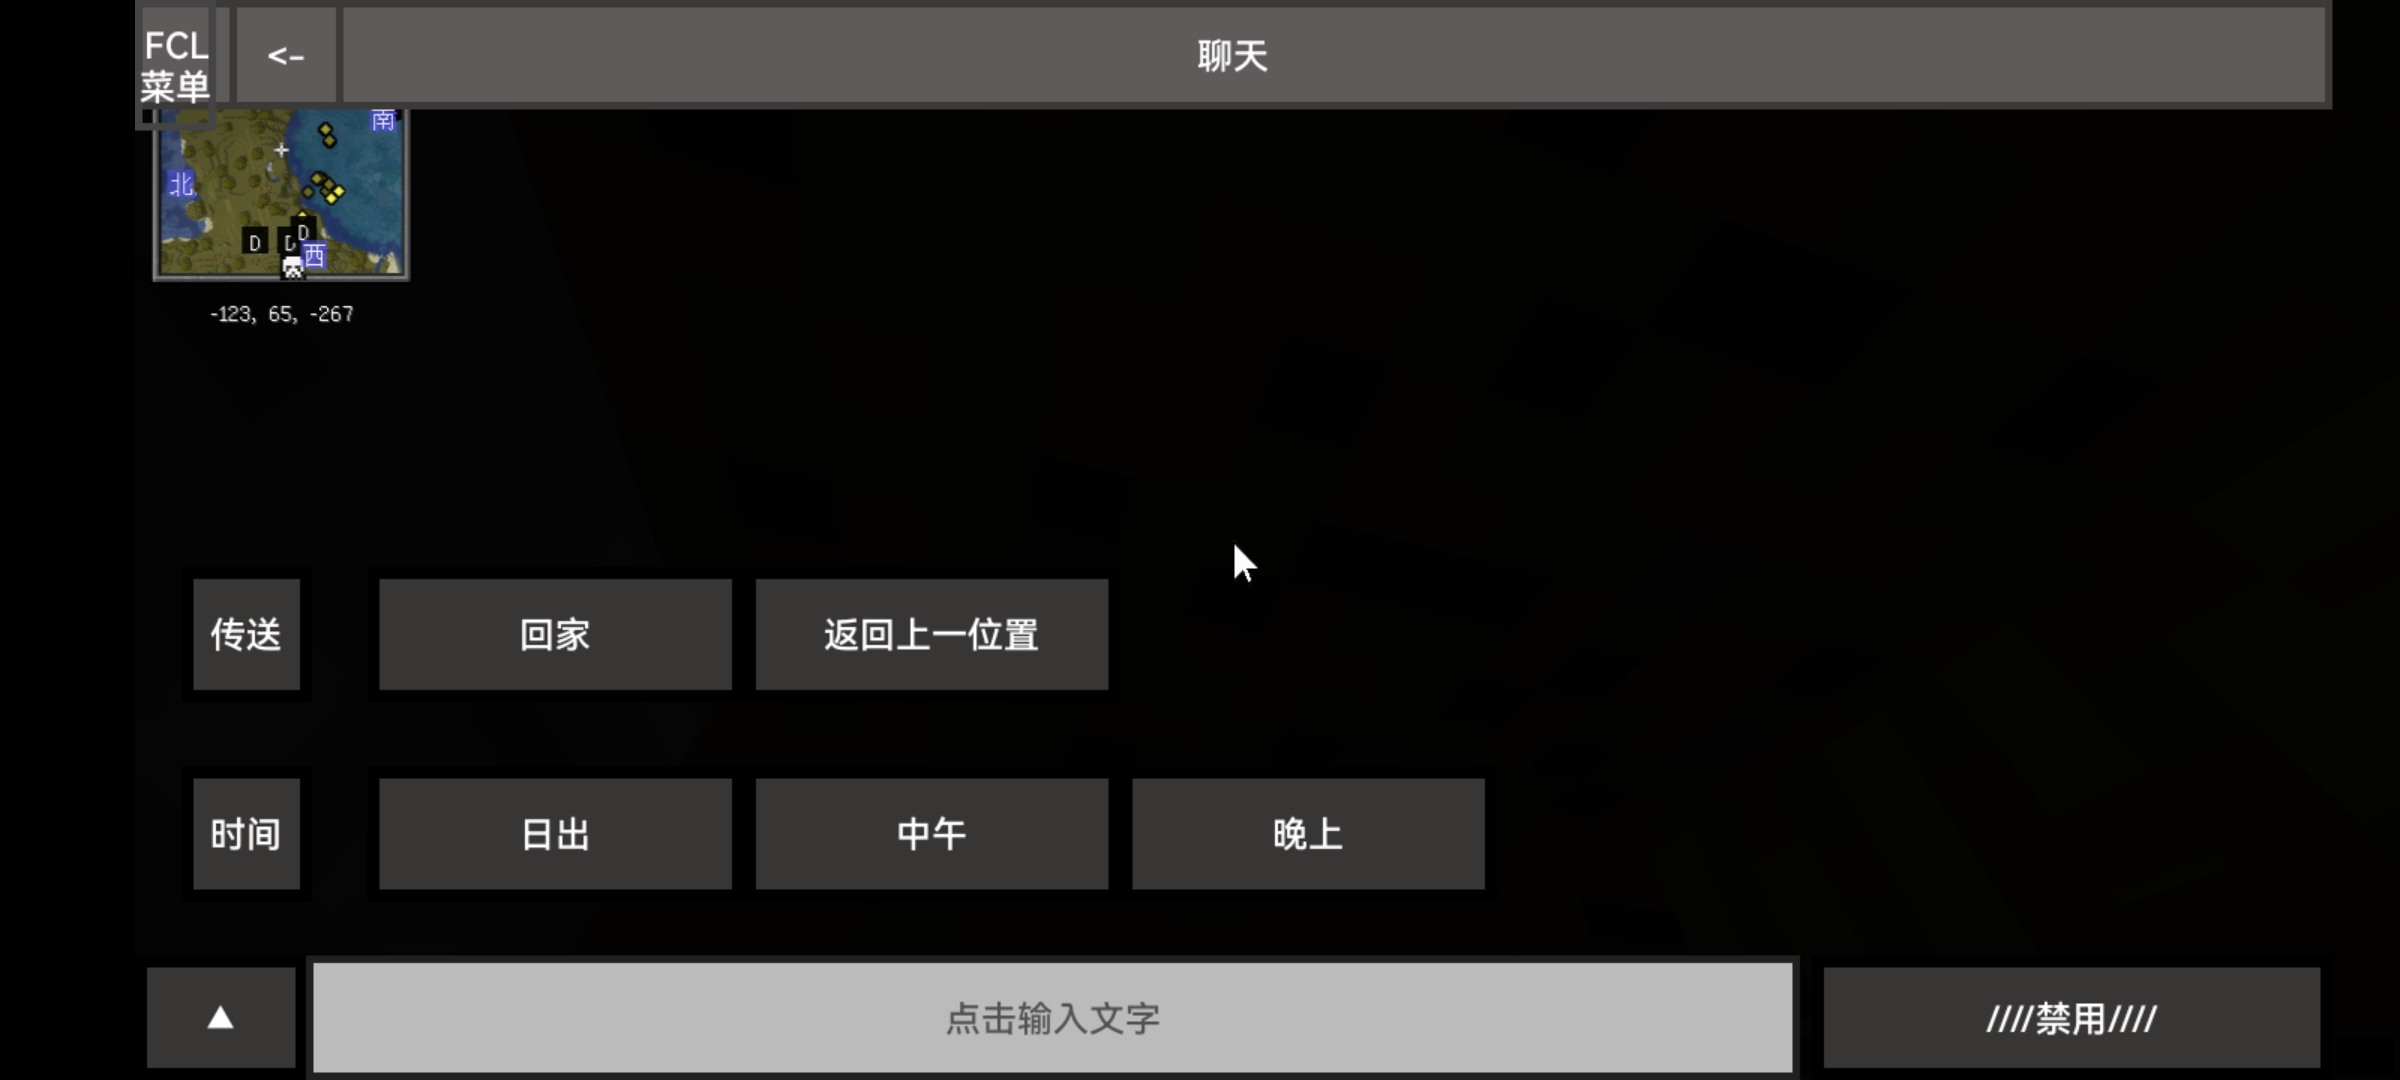 FCL
菜单
<-
聊天
南
北
D
D
西
-123, 65, -267
传送
回家
返回上一位置
时间
日出
中午
晚上
▲
点击输入文字
////禁用////